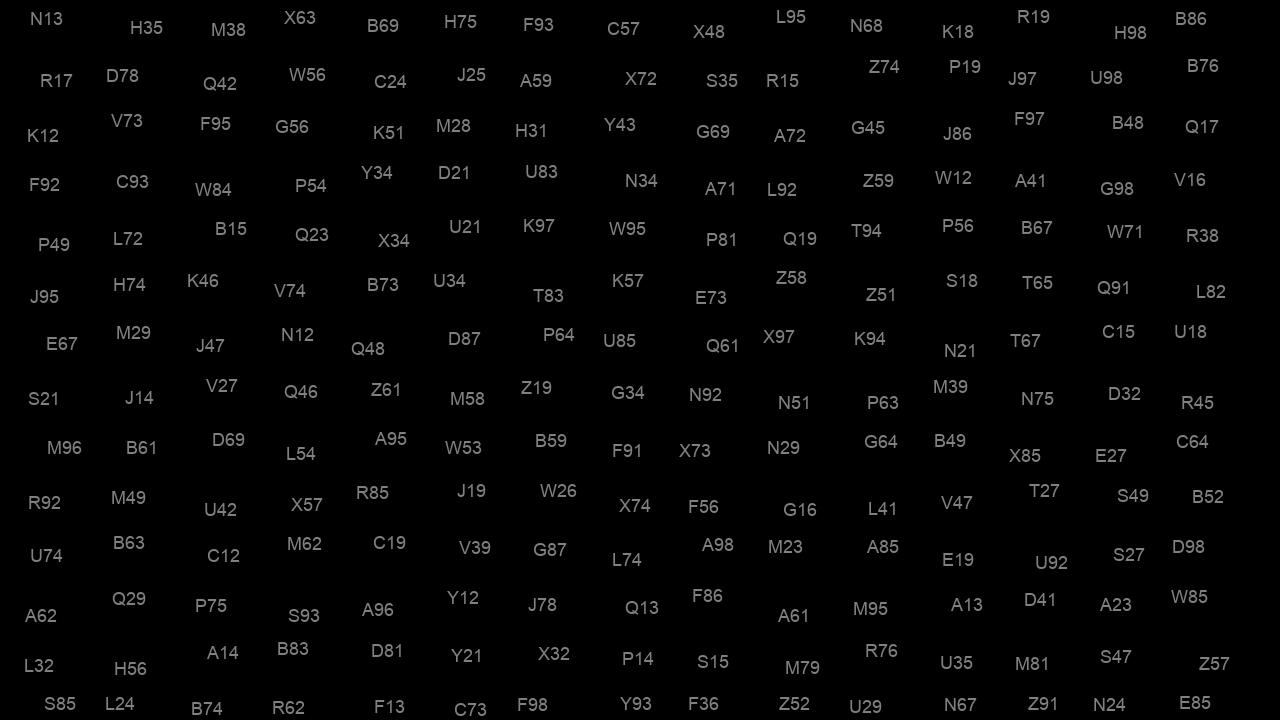 N13 H35 M38 X63 B69 H75 F93 C57 X48 L95 N68 K18 R19 H98 B86
R17 D78 Q42 W56 C24 J25 A59 X72 S35 R15 Z74 P19 J97 U98 B76
K12 V73 F95 G56 K51 M28 H31 Y43 G69 A72 G45 J86 F97 B48 Q17
F92 C93 W84 P54 Y34 D21 U83 N34 A71 L92 Z59 W12 A41 G98 V16
P49 L72 B15 Q23 X34 U21 K97 W95 P81 Q19 T94 P56 B67 W71 R38
J95 H74 K46 V74 B73 U34 T83 K57 E73 Z58 Z51 S18 T65 Q91 L82
E67 M29 J47 N12 Q48 D87 P64 U85 Q61 X97 K94 N21 T67 C15 U18
S21 J14 V27 Q46 Z61 M58 Z19 G34 N92 N51 P63 M39 N75 D32 R45
M96 B61 D69 L54 A95 W53 B59 F91 X73 N29 G64 B49 X85 E27 C64
R92 M49 U42 X57 R85 J19 W26 X74 F56 G16 L41 V47 T27 S49 B52
U74 B63 C12 M62 C19 V39 G87 L74 A98 M23 A85 E19 U92 S27 D98
A62 Q29 P75 S93 A96 Y12 J78 Q13 F86 A61 M95 A13 D41 A23 W85
L32 H56 A14 B83 D81 Y21 X32 P14 S15 M79 R76 U35 M81 S47 Z57
S85 L24 B74 R62 F13 C73 F98 Y93 F36 Z52 U29 N67 Z91 N24 E85